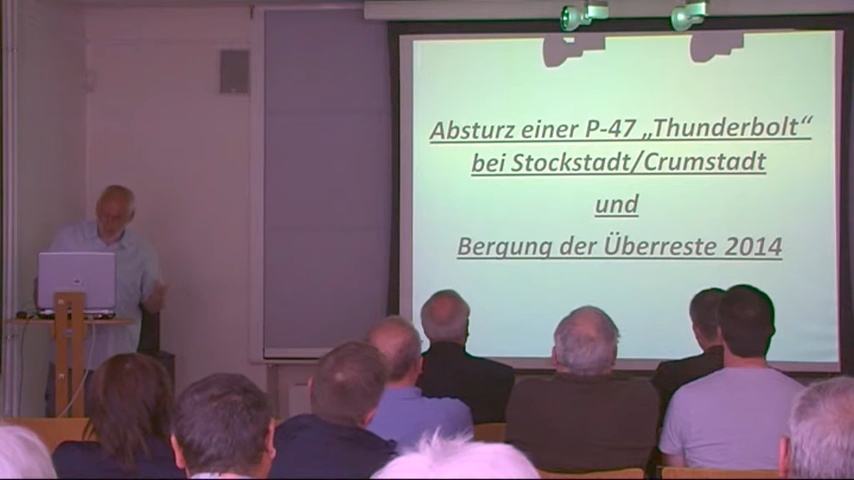 Absturz einer P-47 „Thunderbolt“
bei Stockstadt/Crumstadt
und
Bergung der Überreste 2014